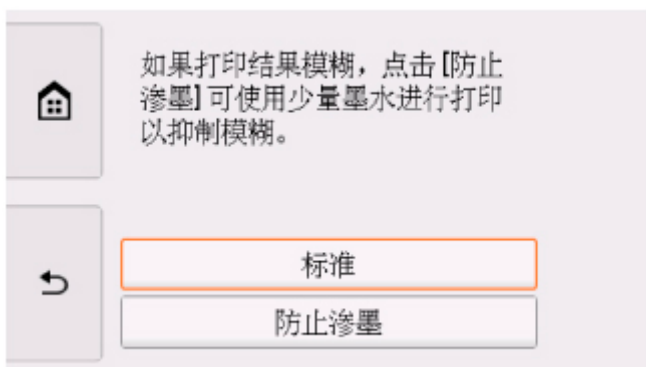 如果打印结果模糊，点击[防止
渗墨]可使用少量墨水进行打印
以抑制模糊。
标准
防止渗墨